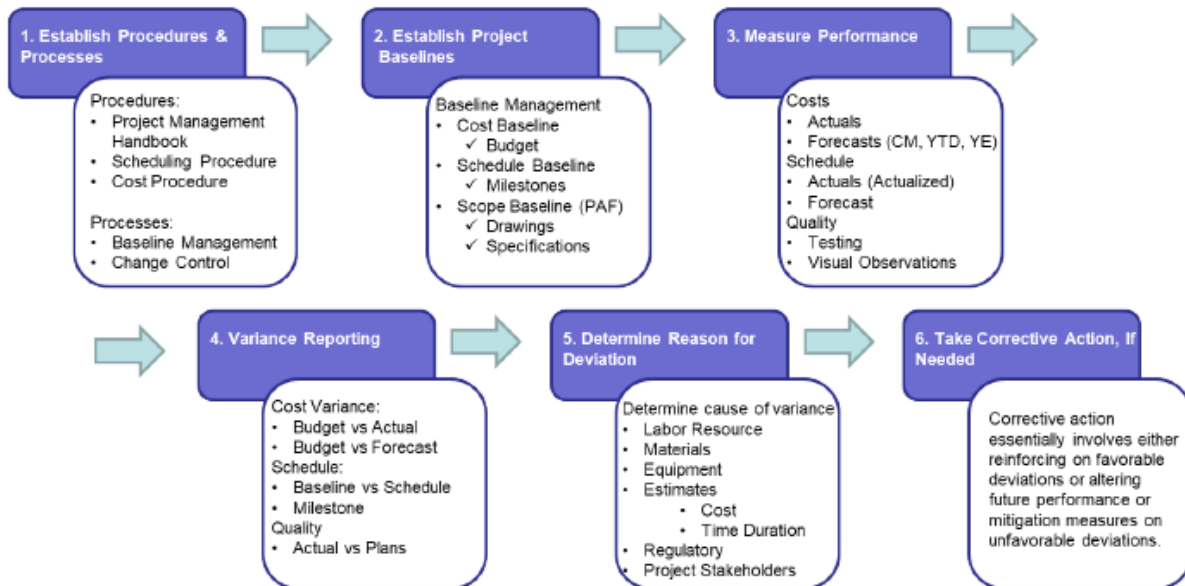 1. Establish Procedures &
Processes
Procedures:
• Project Management
Handbook
• Scheduling Procedure
• Cost Procedure
Processes:
• Baseline Management
• Change Control
2. Establish Project
Baselines
Baseline Management
• Cost Baseline
✓ Budget
• Schedule Baseline
✓ Milestones
• Scope Baseline (PAF)
✓ Drawings
✓ Specifications
3. Measure Performance
Costs
• Actuals
• Forecasts (CM, YTD, YE)
Schedule
• Actuals (Actualized)
• Forecast
Quality
• Testing
• Visual Observations
4. Variance Reporting
Cost Variance:
• Budget vs Actual
• Budget vs Forecast
Schedule:
• Baseline vs Schedule
• Milestone
Quality
• Actual vs Plans
5. Determine Reason for
Deviation
Determine cause of variance
• Labor Resource
• Materials
• Equipment
• Estimates
• Cost
• Time Duration
• Regulatory
• Project Stakeholders
6. Take Corrective Action, If
Needed
Corrective action
essentially involves either
reinforcing on favorable
deviations or altering
future performance or
mitigation measures on
unfavorable deviations.